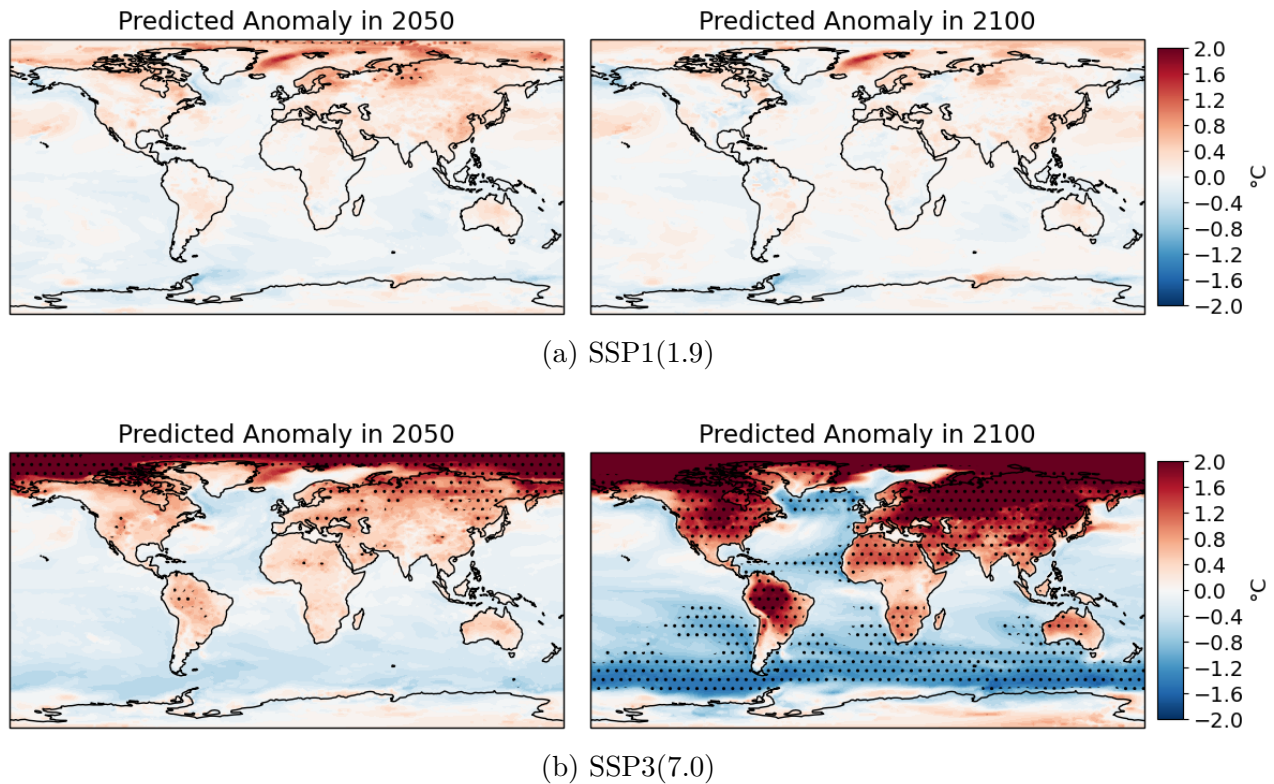 Predicted Anomaly in 2050
Predicted Anomaly in 2100
2.0
1.6
1.2
0.8
0.4
0.0
−0.4
−0.8
−1.2
−1.6
−2.0
°C
(a) SSP1(1.9)
Predicted Anomaly in 2050
Predicted Anomaly in 2100
2.0
1.6
1.2
0.8
0.4
0.0
−0.4
−0.8
−1.2
−1.6
−2.0
°C
(b) SSP3(7.0)